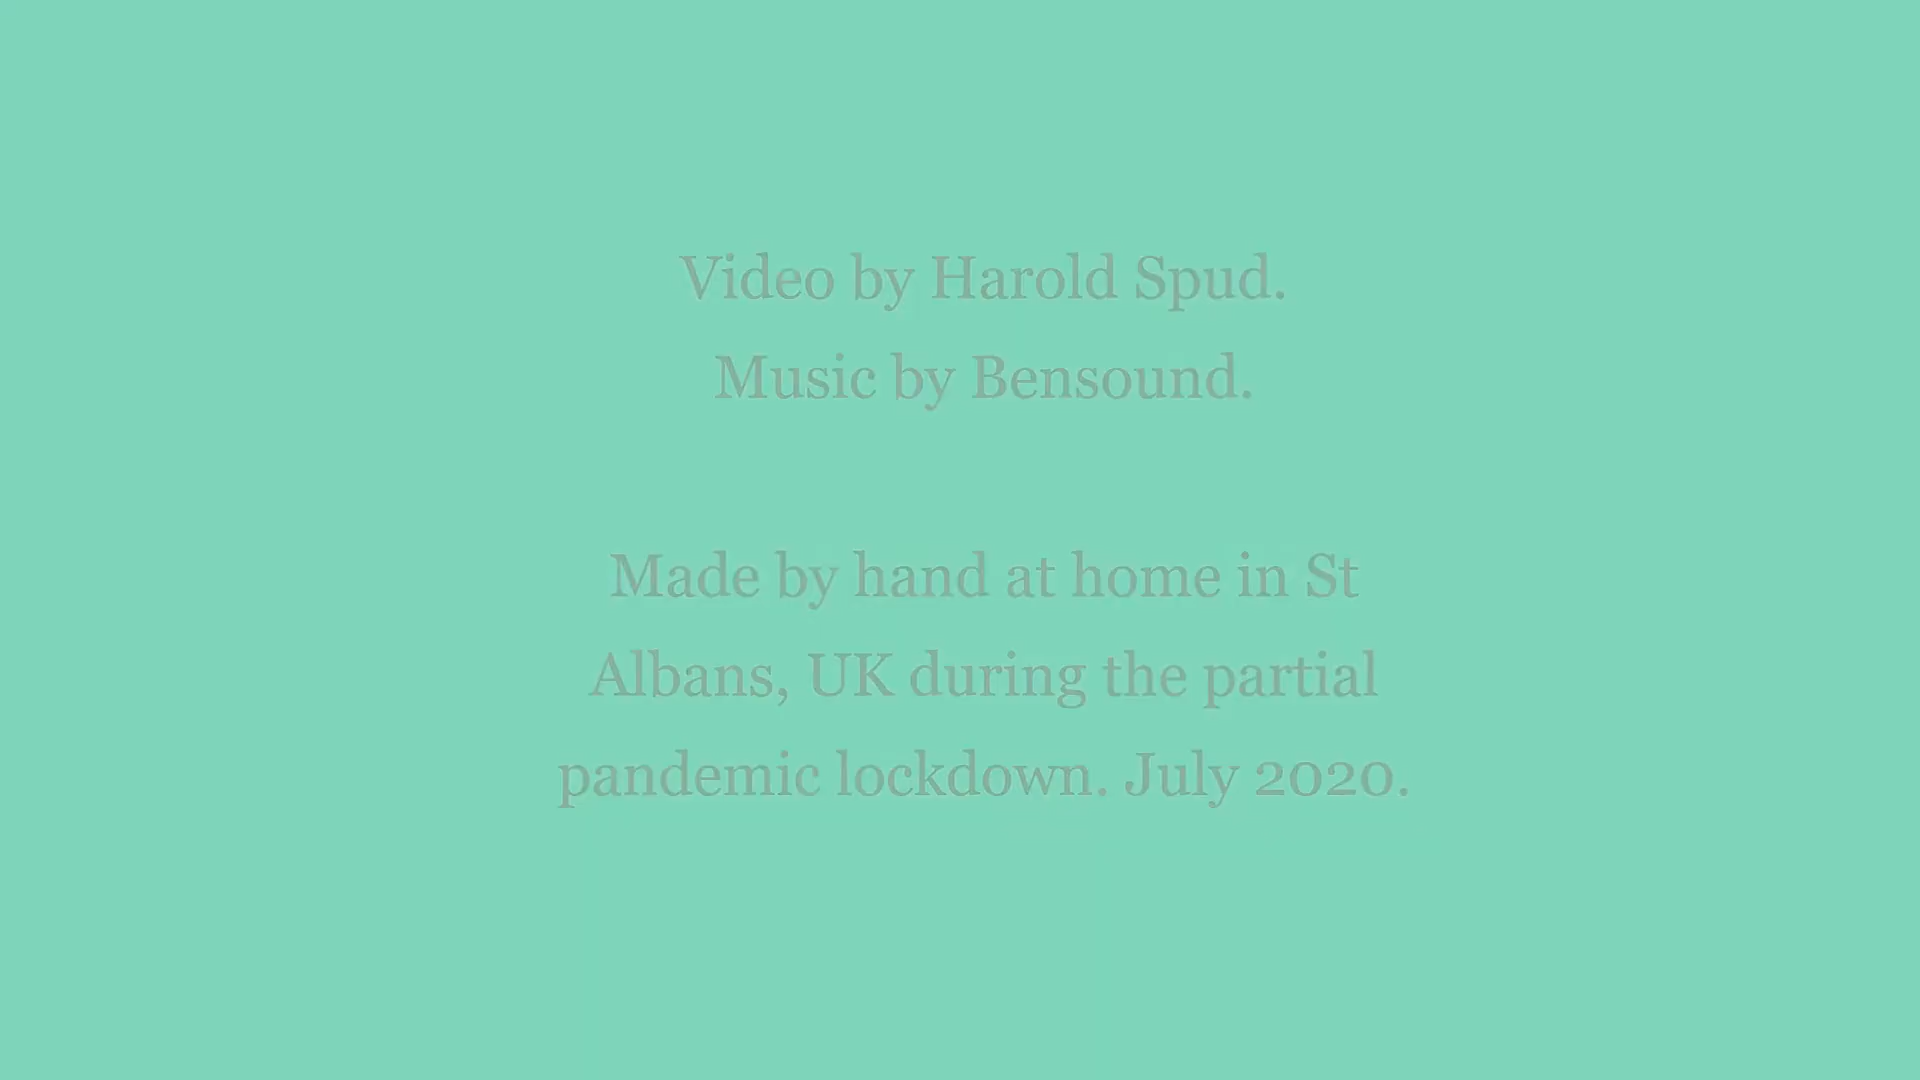 Video by Harold Spud.
Music by Bensound.
Made by hand at home in St
Albans, UK during the partial
pandemic lockdown. July 2020.